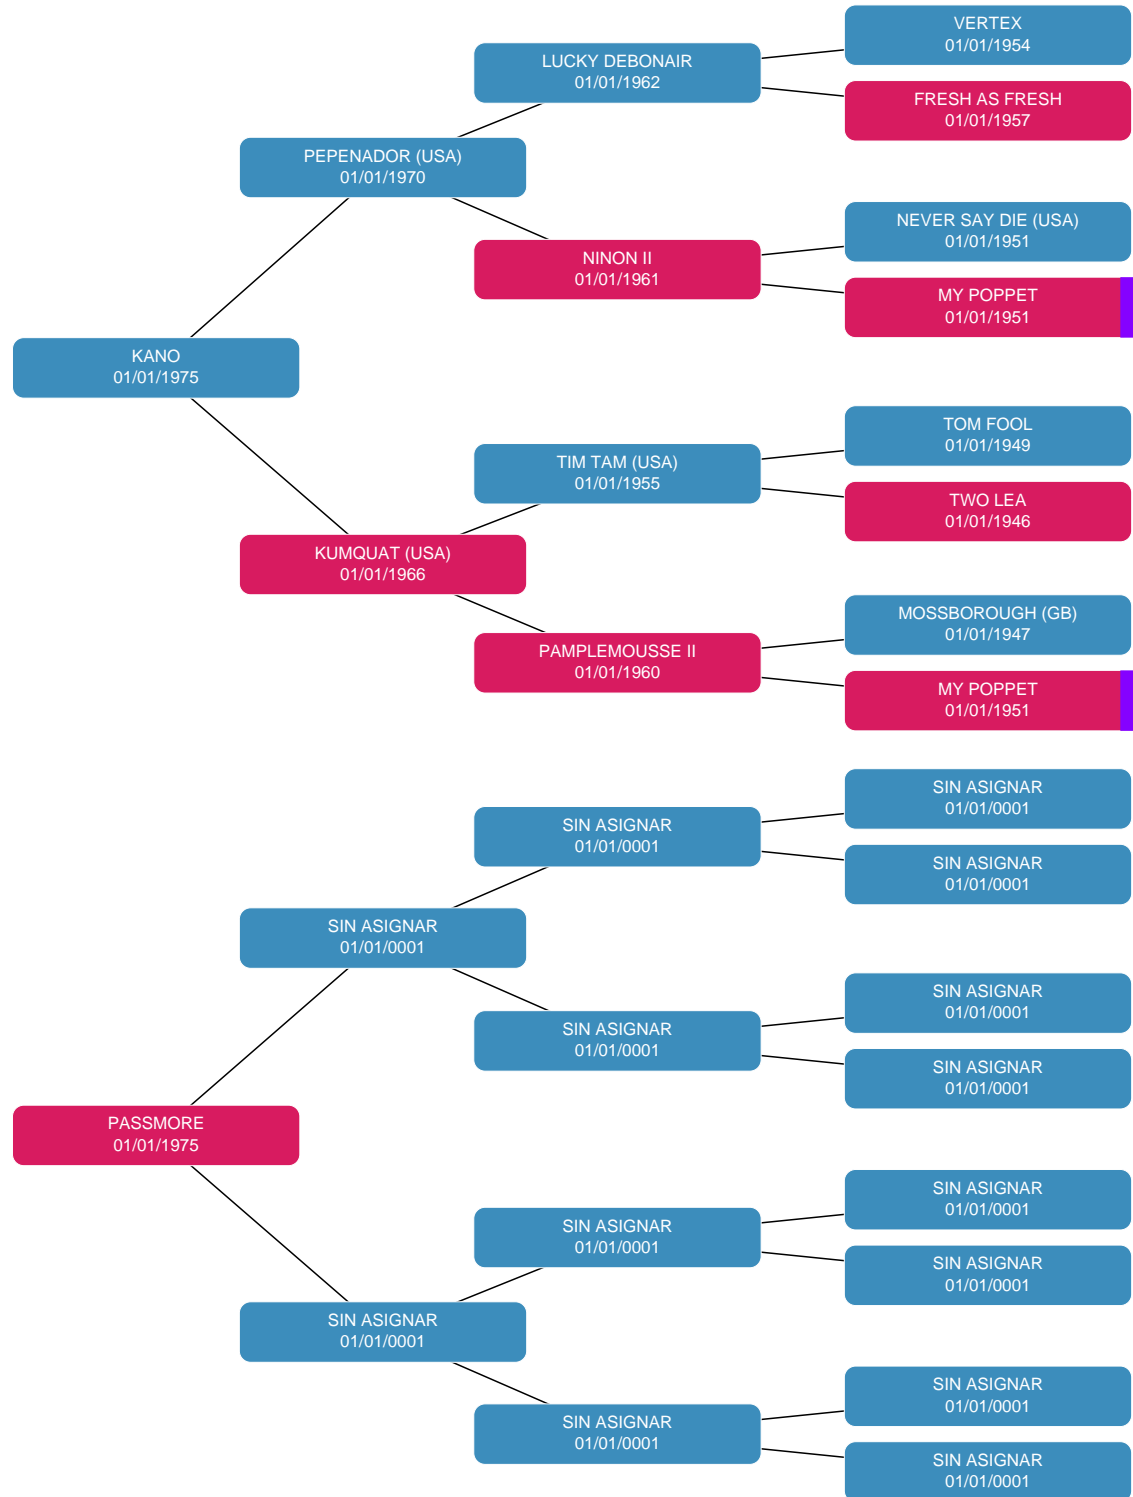 VERTEX
01/01/1954
LUCKY DEBONAIR
01/01/1962
FRESH AS FRESH
01/01/1957
PEPENADOR (USA)
01/01/1970
NEVER SAY DIE (USA)
01/01/1951
NINON II
01/01/1961
MY POPPET
01/01/1951
KANO
01/01/1975
TOM FOOL
01/01/1949
TIM TAM (USA)
01/01/1955
TWO LEA
01/01/1946
KUMQUAT (USA)
01/01/1966
MOSSBOROUGH (GB)
01/01/1947
PAMPLEMOUSSE II
01/01/1960
MY POPPET
01/01/1951
SIN ASIGNAR
01/01/0001
SIN ASIGNAR
01/01/0001
SIN ASIGNAR
01/01/0001
SIN ASIGNAR
01/01/0001
SIN ASIGNAR
01/01/0001
SIN ASIGNAR
01/01/0001
SIN ASIGNAR
01/01/0001
PASSMORE
01/01/1975
SIN ASIGNAR
01/01/0001
SIN ASIGNAR
01/01/0001
SIN ASIGNAR
01/01/0001
SIN ASIGNAR
01/01/0001
SIN ASIGNAR
01/01/0001
SIN ASIGNAR
01/01/0001
SIN ASIGNAR
01/01/0001